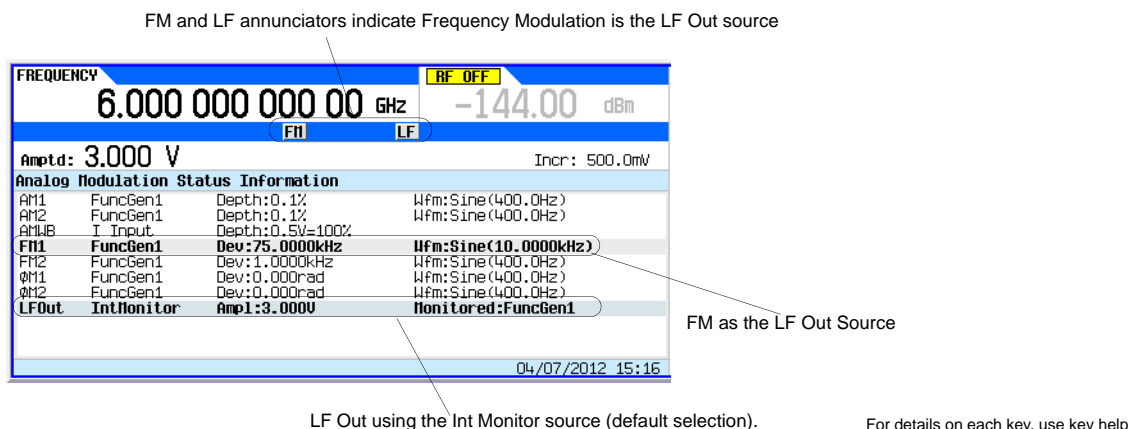 FM and LF annunciators indicate Frequency Modulation is the LF Out source
FREQUENCY RF OFF
6.000 000 000 00 GHz -144.00 dBm
FM LF
Amptd: 3.000 V Incr: 500.0mV
Analog Modulation Status Information
AM1 FuncGen1 Depth:0.1% Wfm:Sine(400.0Hz)
AM2 FuncGen1 Depth:0.1% Wfm:Sine(400.0Hz)
AMWB I Input Depth:0.5V=100%
FM1 FuncGen1 Dev:75.0000kHz Wfm:Sine(10.0000kHz)
FM2 FuncGen1 Dev:1.0000kHz Wfm:Sine(400.0Hz)
ΦM1 FuncGen1 Dev:0.000rad Wfm:Sine(400.0Hz)
ΦM2 FuncGen1 Dev:0.000rad Wfm:Sine(400.0Hz)
LFOut IntMonitor Ampl:3.000V Monitored:FuncGen1
FM as the LF Out Source
04/07/2012 15:16
LF Out using the Int Monitor source (default selection).
For details on each key, use key help